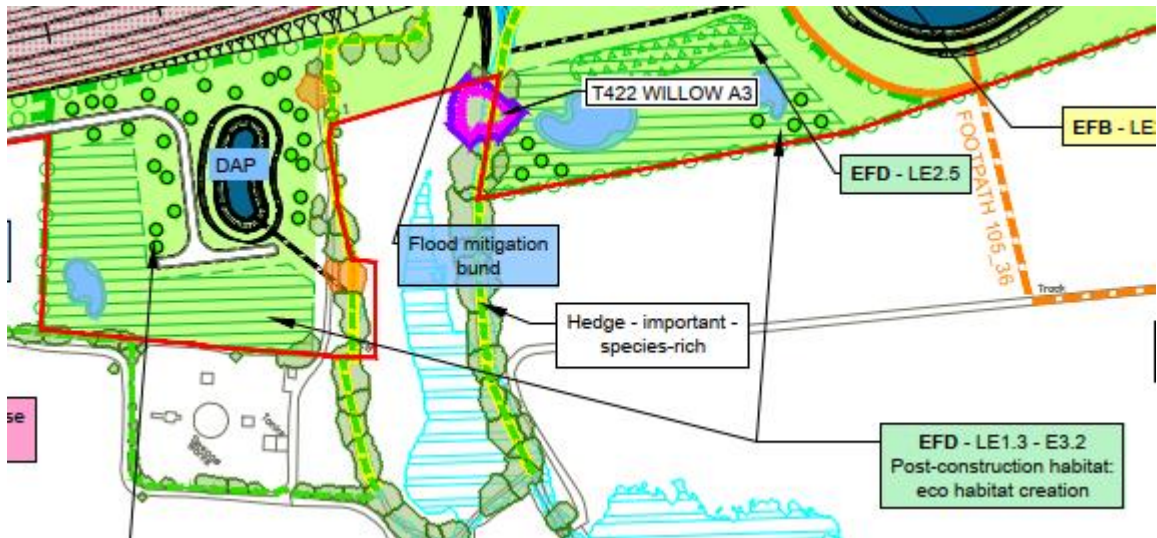 T422 WILLOW A3
DAP
EFB - LE
EFD - LE2.5
FOOTPATH 105_36
Flood mitigation
bund
Track
Hedge - important -
species-rich
se
EFD - LE1.3 - E3.2
Post-construction habitat:
eco habitat creation